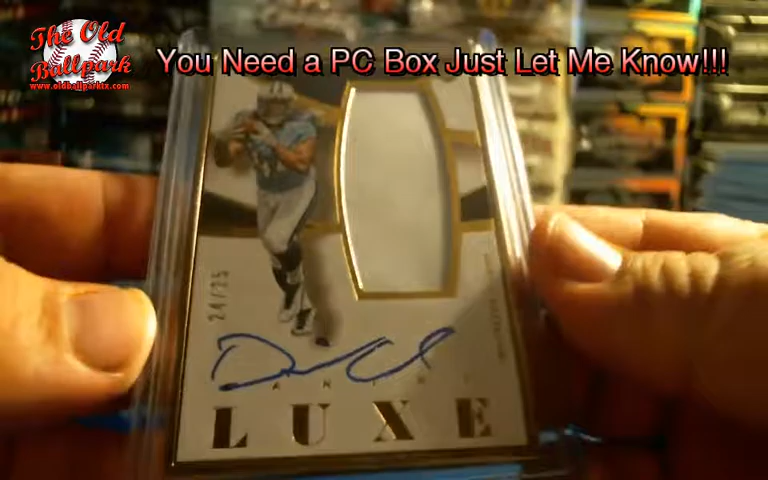 The Old
Ballpark
www.oldballparktx.com
You Need a PC Box Just Let Me Know!!!
24/25
LUXE